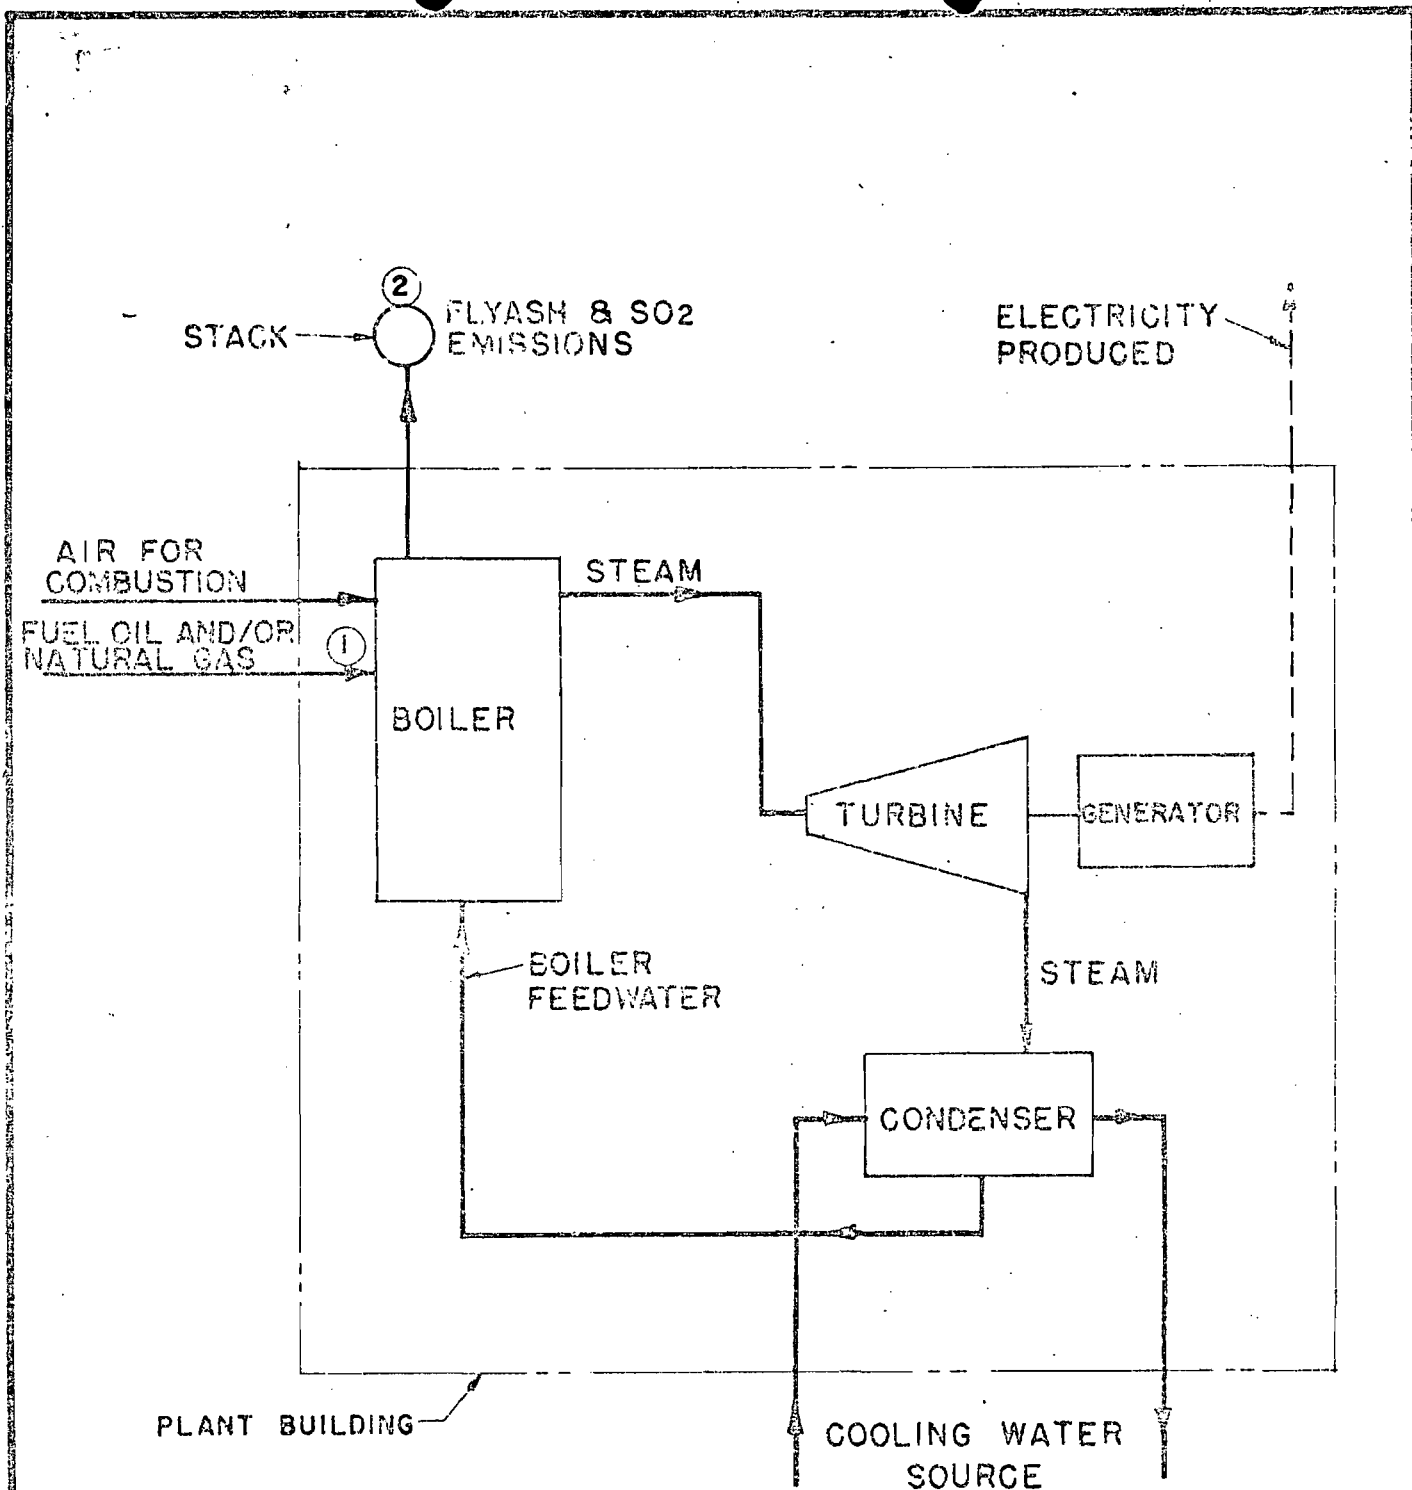 2
STACK
FLYASH & SO2
EMISSIONS
ELECTRICITY
PRODUCED
AIR FOR
COMBUSTION
STEAM
FUEL OIL AND/OR
NATURAL GAS
1
BOILER
TURBINE
GENERATOR
BOILER
FEEDWATER
STEAM
CONDENSER
PLANT BUILDING
COOLING WATER
SOURCE